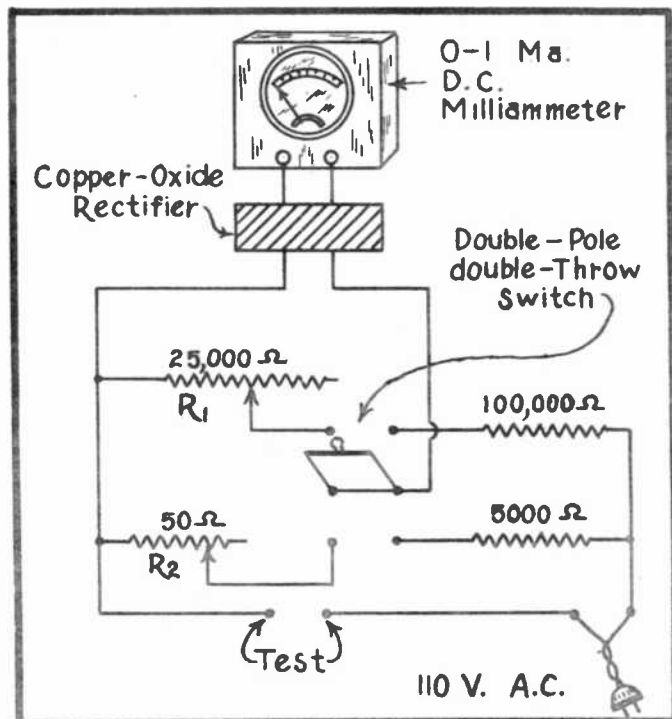 0-1 Ma.
D.C.
Milliammeter
Copper-Oxide
Rectifier
Double-Pole
double-Throw
switch
25,000 Ω
R1
100,000 Ω
50 Ω
R2
5000 Ω
Test
110 V. A.C.